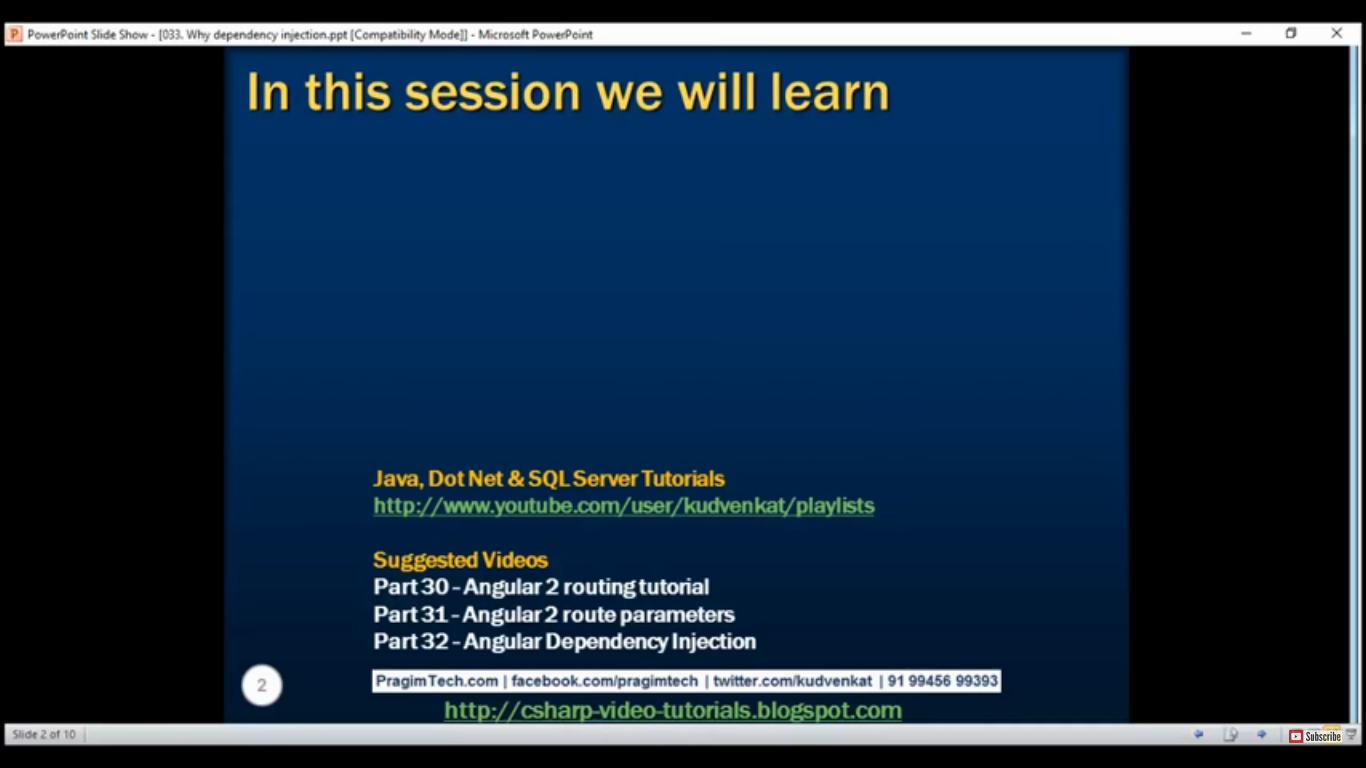 PowerPoint Slide Show - [033. Why dependency injection.ppt [Compatibility Mode]] - Microsoft PowerPoint
In this session we will learn
Java, Dot Net & SQL Server Tutorials
http://www.youtube.com/user/kudvenkat/playlists
Suggested Videos
Part 30 - Angular 2 routing tutorial
Part 31 - Angular 2 route parameters
Part 32 - Angular Dependency Injection
2
PragimTech.com | facebook.com/pragimtech | twitter.com/kudvenkat | 91 99456 99393
http://csharp-video-tutorials.blogspot.com
Slide 2 of 10
Subscribe